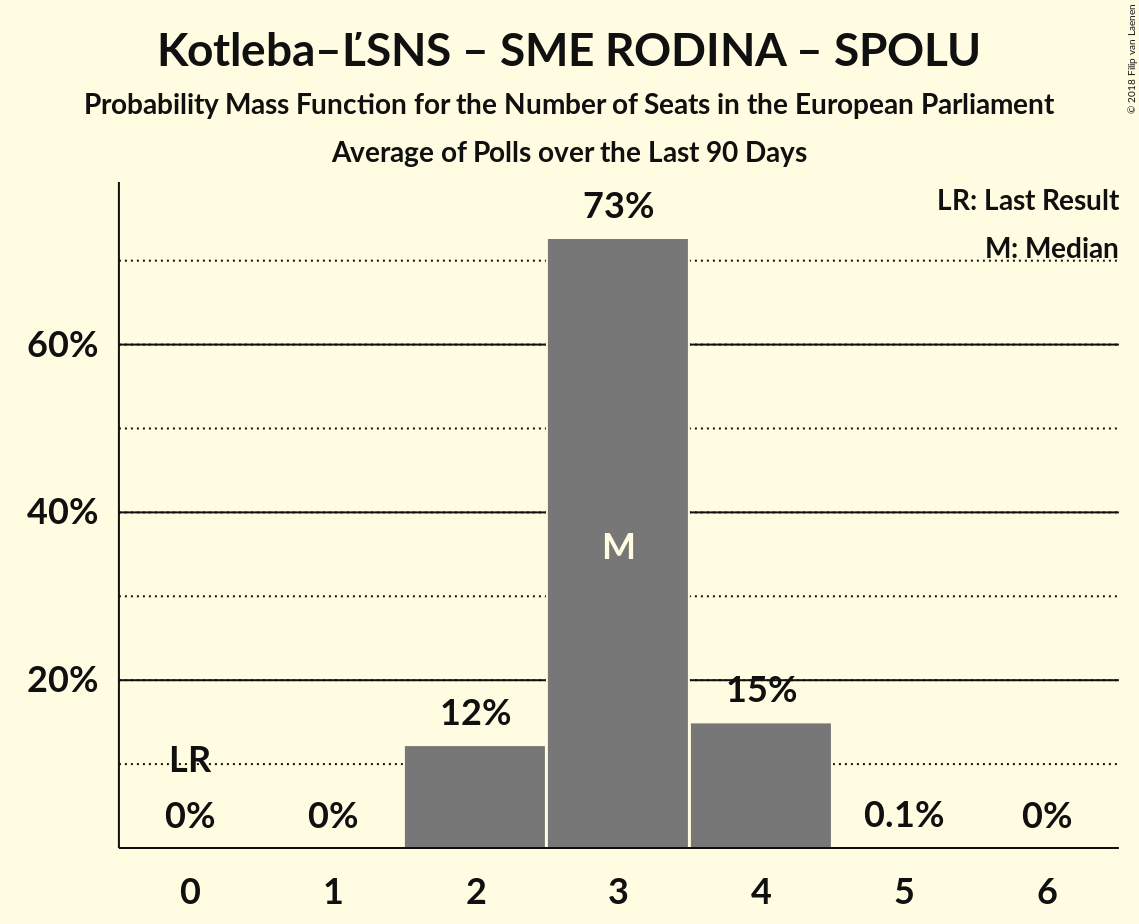 Kotleba–ĽSNS – SME RODINA – SPOLU
Probability Mass Function for the Number of Seats in the European Parliament
Average of Polls over the Last 90 Days
© 2018 Filip van Laenen
LR: Last Result
M: Median
73%
60%
40%
20%
M
12%
15%
LR
0%
0%
0.1%
0%
0
1
2
3
4
5
6